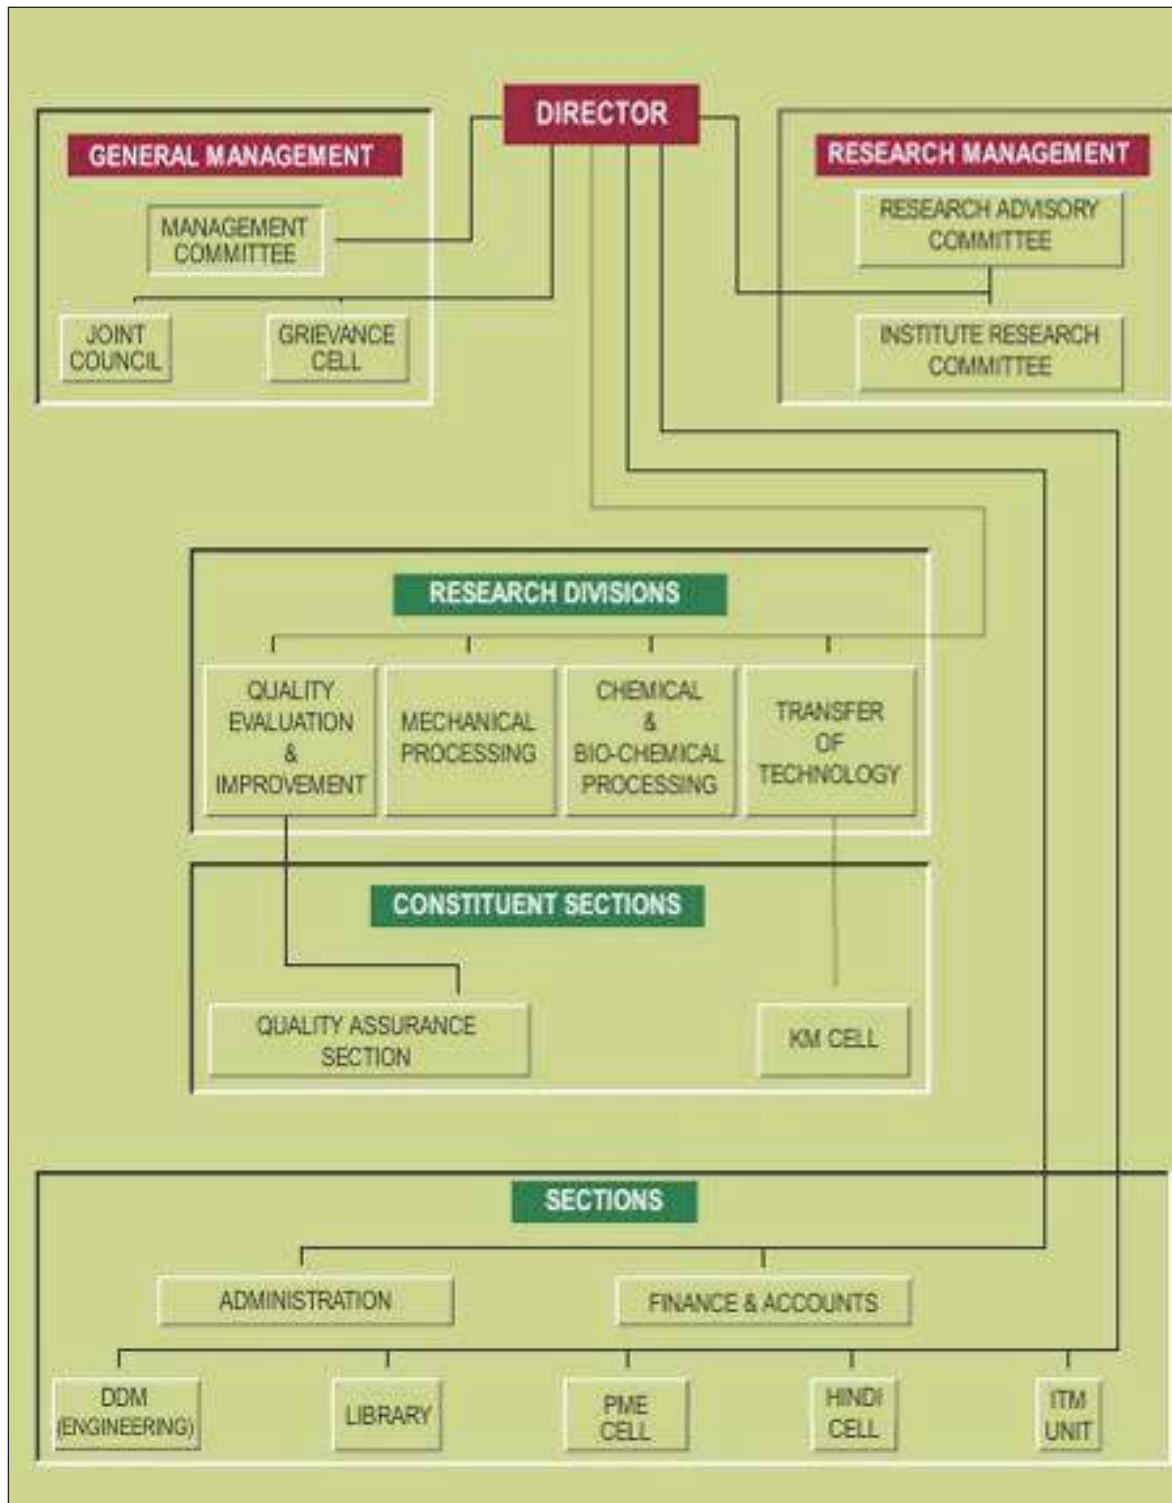 DIRECTOR
GENERAL MANAGEMENT
MANAGEMENT
COMMITTEE
JOINT
COUNCIL
GRIEVANCE
CELL
RESEARCH MANAGEMENT
RESEARCH ADVISORY
COMMITTEE
INSTITUTE RESEARCH
COMMITTEE
RESEARCH DIVISIONS
QUALITY
EVALUATION
&
IMPROVEMENT
MECHANICAL
PROCESSING
CHEMICAL
&
BIO-CHEMICAL
PROCESSING
TRANSFER
OF
TECHNOLOGY
CONSTITUENT SECTIONS
QUALITY ASSURANCE
SECTION
KM CELL
SECTIONS
ADMINISTRATION
FINANCE & ACCOUNTS
DDM
(ENGINEERING)
LIBRARY
PME
CELL
HINDI
CELL
ITM
UNIT